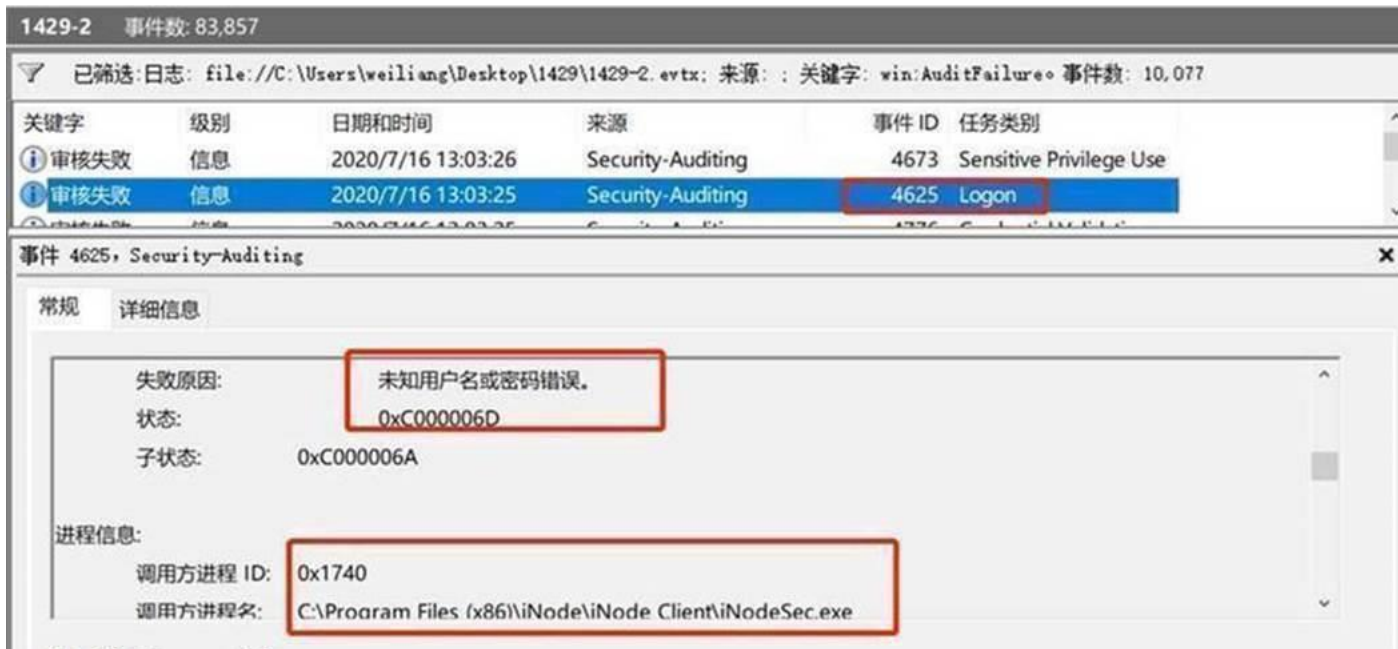 1429-2 事件数: 83,857
已筛选:日志: file://C:\Users\weiliang\Desktop\1429\1429-2.evtx; 来源: ; 关键字: win:AuditFailure。事件数: 10,077
关键字 级别 日期和时间 来源 事件 ID 任务类别
审核失败 信息 2020/7/16 13:03:26 Security-Auditing 4673 Sensitive Privilege Use
审核失败 信息 2020/7/16 13:03:25 Security-Auditing 4625 Logon
事件 4625，Security-Auditing
常规 详细信息
失败原因: 未知用户名或密码错误。
状态: 0xC000006D
子状态: 0xC000006A
进程信息:
调用方进程 ID: 0x1740
调用方进程名: C:\Program Files (x86)\iNode\iNode Client\iNodeSec.exe